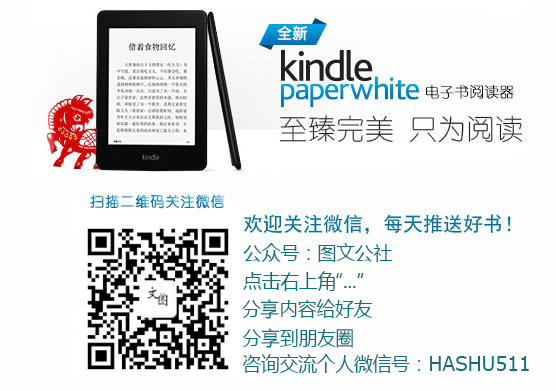 全新
kindle
paperwhite 电子书阅读器
至臻完美 只为阅读
借着食物回忆
kindle
扫描二维码关注微信
欢迎关注微信，每天推送好书！
公众号：图文公社
点击右上角“...”
分享内容给好友
分享到朋友圈
咨询交流个人微信号：HASHU511
文图